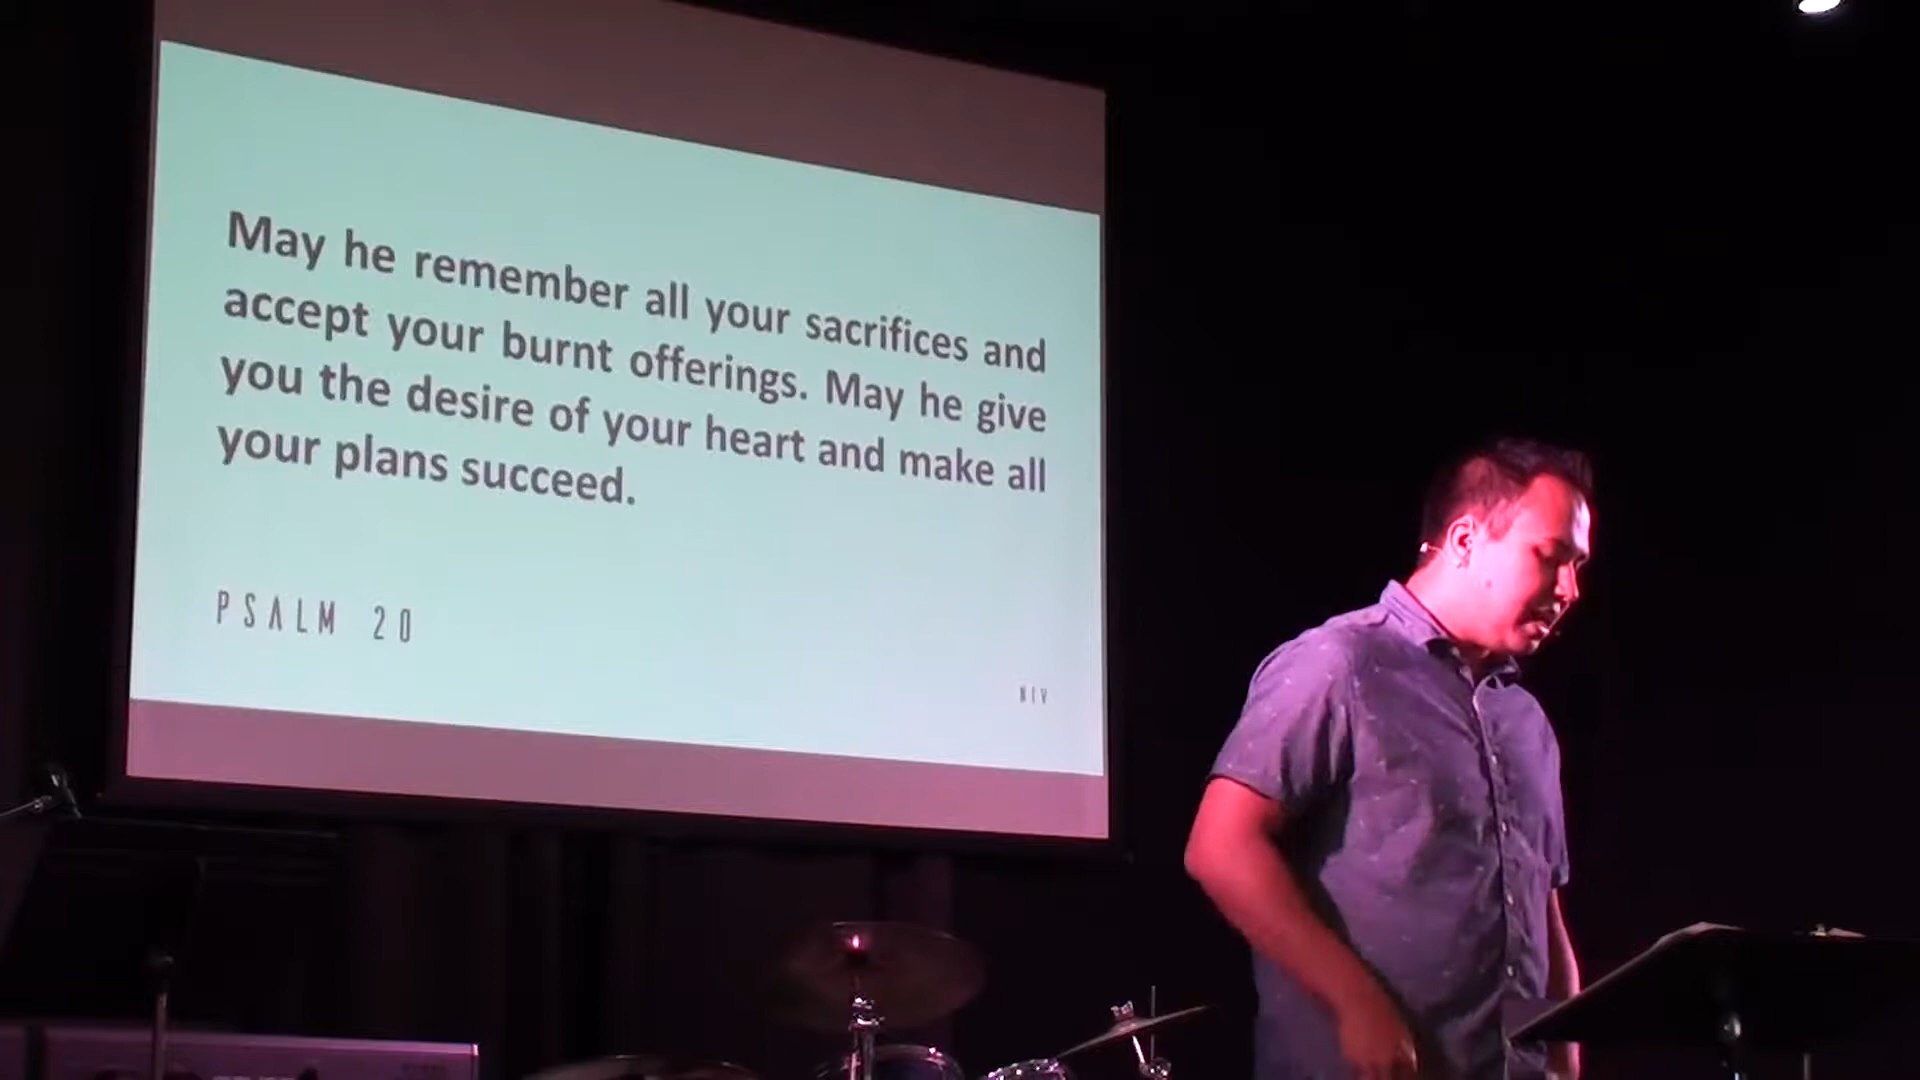 May he remember all your sacrifices and
accept your burnt offerings. May he give
you the desire of your heart and make all
your plans succeed.
PSALM 20
NIV